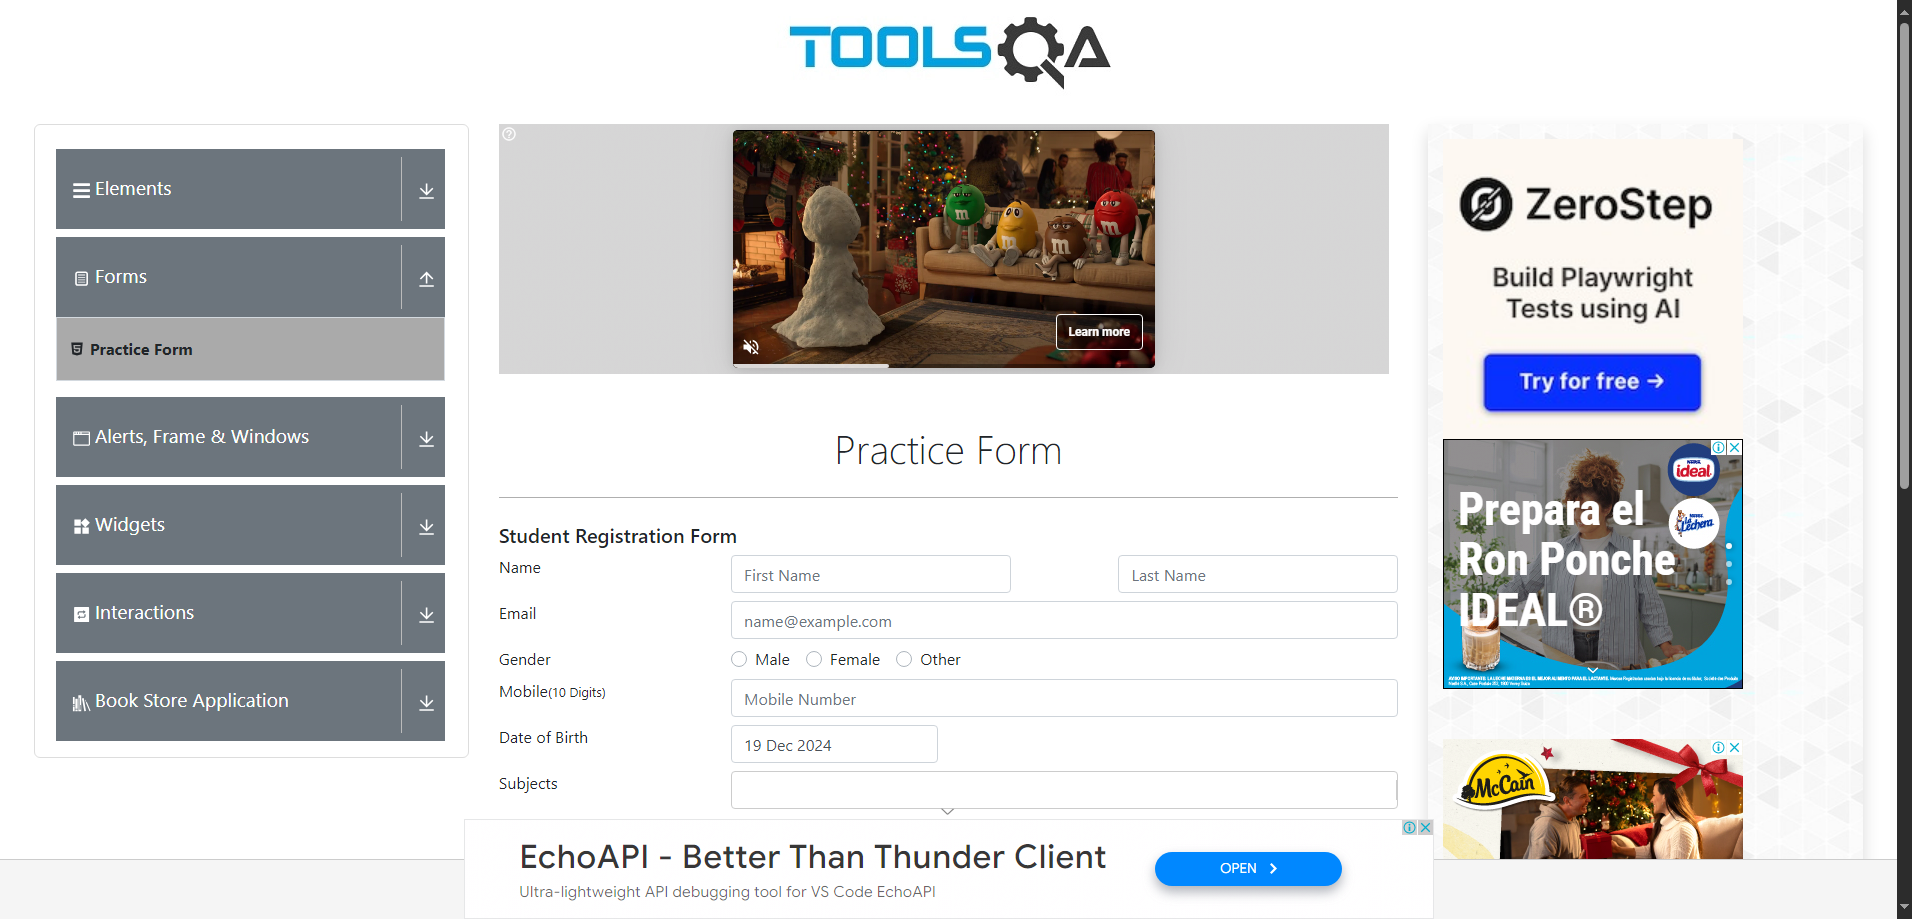 TOOLSQA
Elements
Forms
Practice Form
Alerts, Frame & Windows
Widgets
Interactions
Book Store Application
m
m
m
m
Learn more
Practice Form
Student Registration Form
Name
First Name
Last Name
Email
name@example.com
Gender
Male
Female
Other
Mobile(10 Digits)
Mobile Number
Date of Birth
19 Dec 2024
Subjects
ZeroStep
Build Playwright
Tests using AI
Try for free →
ideal
La Lechera
Prepara el
Ron Ponche
IDEAL®
McCain
EchoAPI - Better Than Thunder Client
Ultra-lightweight API debugging tool for VS Code EchoAPI
OPEN